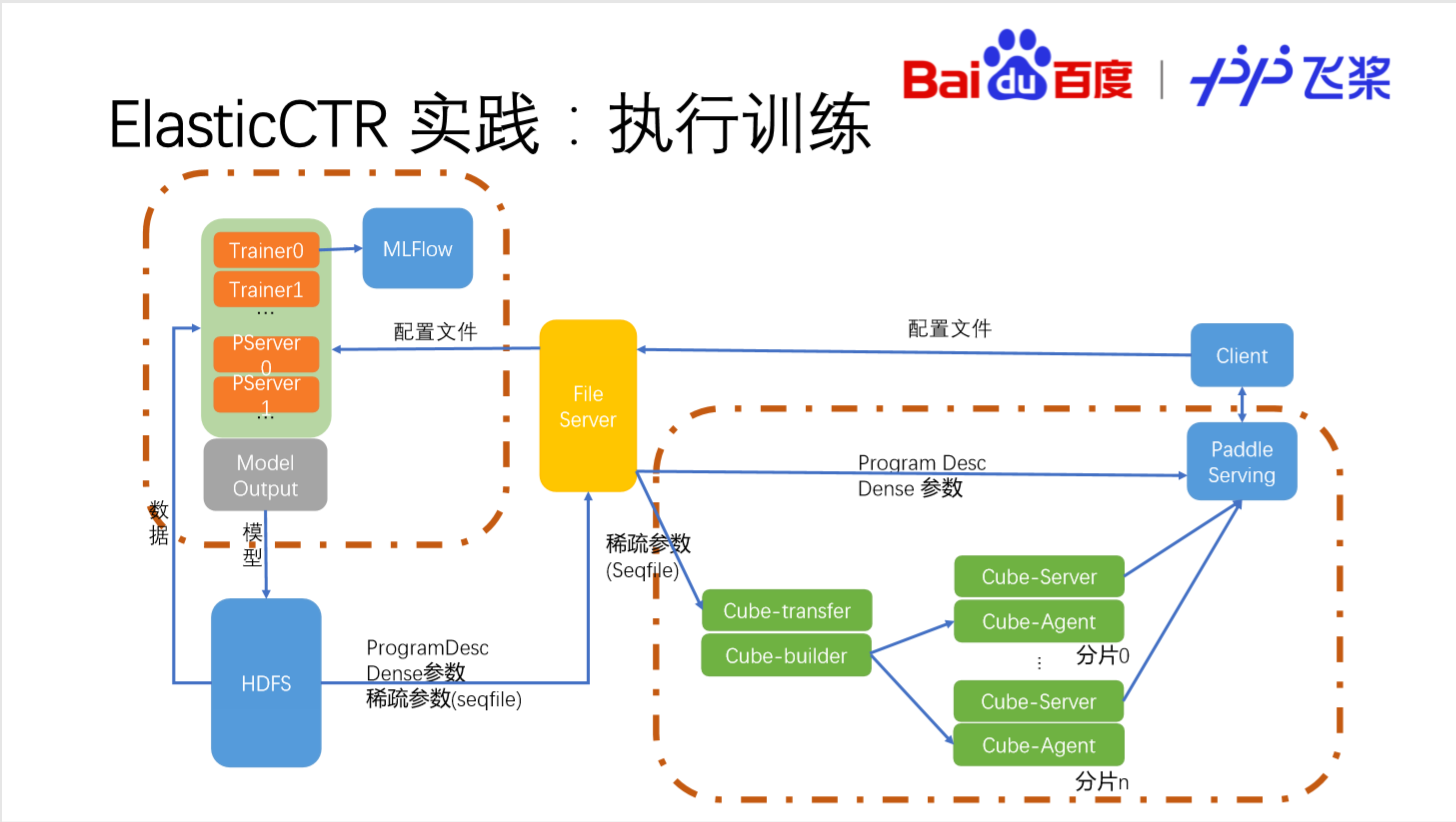 Bai du 百度 | 飞桨
ElasticCTR 实践：执行训练
Trainer0
MLFlow
Trainer1
...
PServer
0
PServer
1
...
Model
Output
配置文件
配置文件
File
Server
Client
Paddle
Serving
Program Desc
Dense 参数
数
据
模
型
稀疏参数
(Seqfile)
Cube-transfer
Cube-builder
Cube-Server
Cube-Agent
⋮
分片0
Cube-Server
Cube-Agent
分片n
HDFS
ProgramDesc
Dense参数
稀疏参数(seqfile)